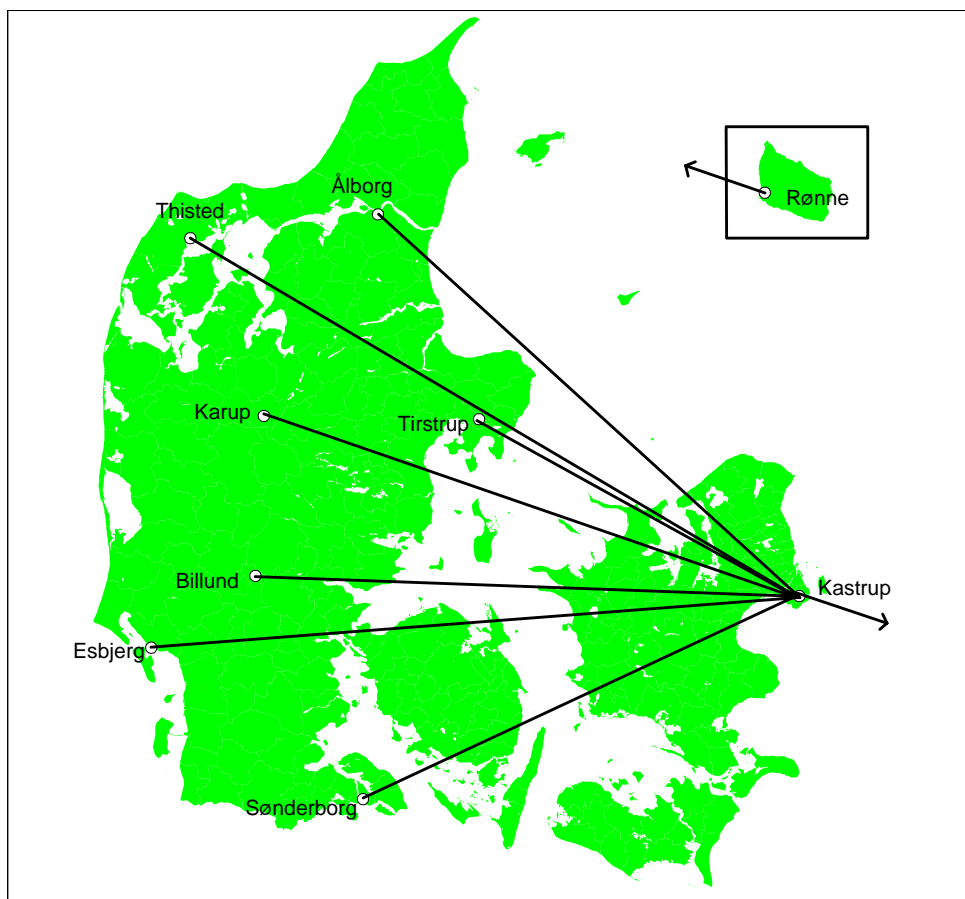 Ålborg
Rønne
Thisted
Karup
Tirstrup
Billund
Kastrup
Esbjerg
Sønderborg